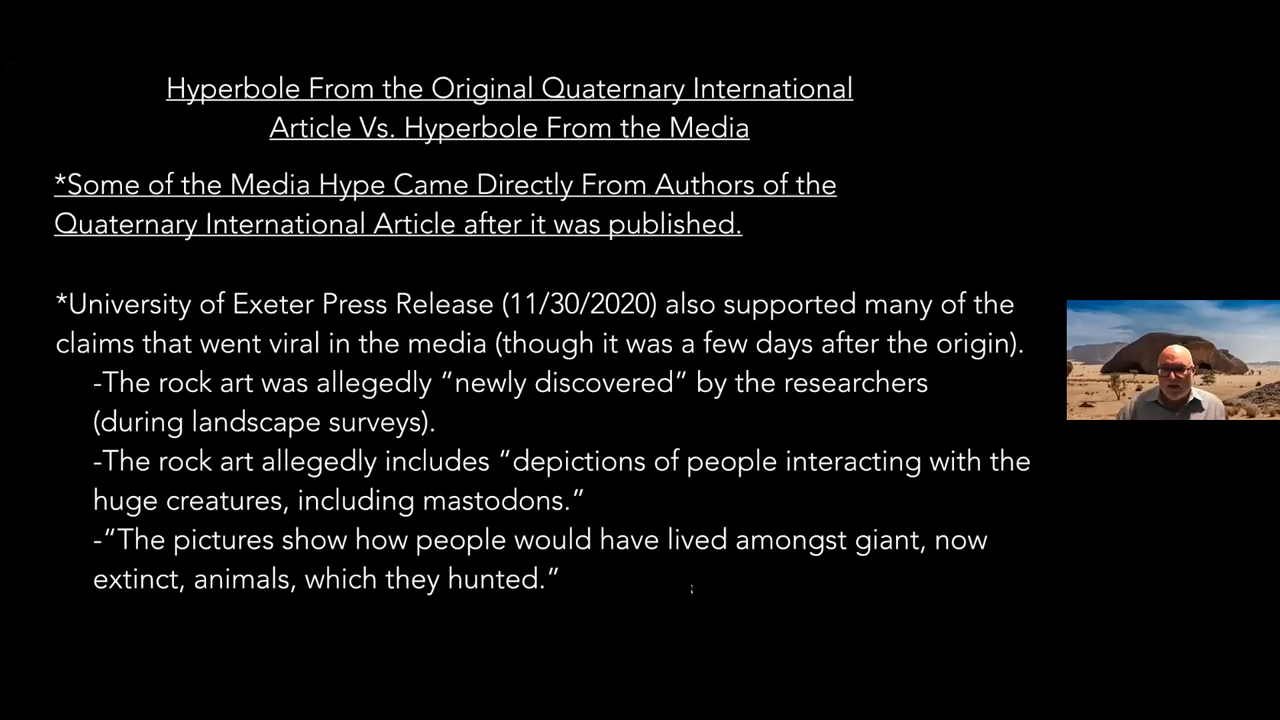 Hyperbole From the Original Quaternary International
Article Vs. Hyperbole From the Media
*Some of the Media Hype Came Directly From Authors of the
Quaternary International Article after it was published.
*University of Exeter Press Release (11/30/2020) also supported many of the
claims that went viral in the media (though it was a few days after the origin).
-The rock art was allegedly “newly discovered” by the researchers
(during landscape surveys).
-The rock art allegedly includes “depictions of people interacting with the
huge creatures, including mastodons.”
-“The pictures show how people would have lived amongst giant, now
extinct, animals, which they hunted.”